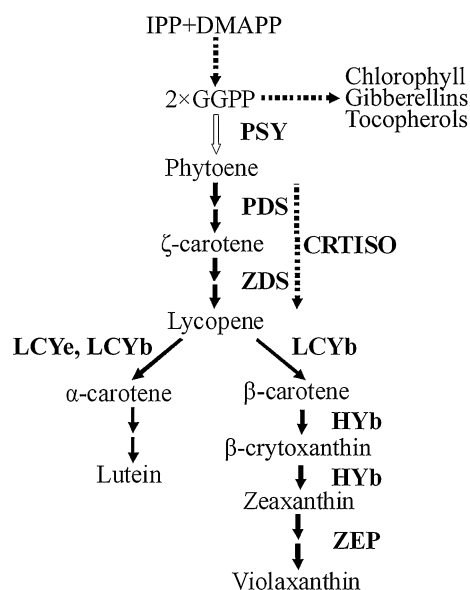 IPP+DMAPP
2×GGPP
Chlorophyll
Gibberellins
Tocopherols
PSY
Phytoene
PDS
ζ-carotene
CRTISO
ZDS
Lycopene
LCYe, LCYb
LCYb
α-carotene
β-carotene
HYb
β-crytoxanthin
Lutein
HYb
Zeaxanthin
ZEP
Violaxanthin